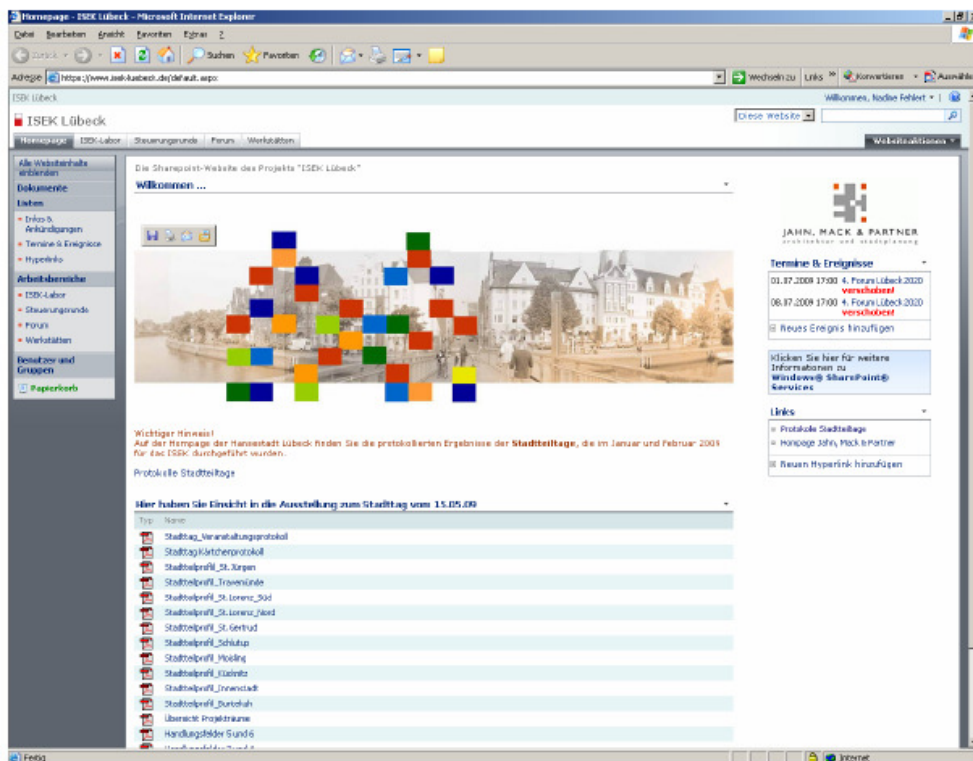 Homepage - ISEK Lübeck - Microsoft Internet Explorer
Datei Bearbeiten Ansicht Favoriten Extras ?
Zurück Suchen Favoriten
Adresse https://www.isek-luebeck.de/default.aspx Wechseln zu Links Konvertieren Auswählen
ISEK Lübeck Willkommen, Nadine Fehlert
ISEK Lübeck Diese Website
Homepage ISEK-Labor Steuerungsrunde Forum Werkstätten Websiteaktionen
Alle Websiteinhalte einblenden
Dokumente
Listen
Infos & Ankündigungen
Termine & Ereignisse
Hyperlinks
Arbeitsbereiche
ISEK-Labor
Steuerungsrunde
Forum
Werkstätten
Benutzer und Gruppen
Papierkorb
Die Sharepoint-Website des Projekts "ISEK Lübeck"
Willkommen ...
Wichtiger Hinweis!
Auf der Hompage der Hansestadt Lübeck finden Sie die protokollierten Ergebnisse der Stadtteiltage, die im Januar und Februar 2009
für das ISEK durchgeführt wurden.
Protokolle Stadtteiltage
Hier haben Sie Einsicht in die Ausstellung zum Stadttag vom 15.05.09
Typ Name
Stadttag_Veranstaltungsprotokoll
Stadttag Kärtchenprotokoll
Stadtteilprofil_St. Jürgen
Stadtteilprofil_Travemünde
Stadtteilprofil_St. Lorenz_Süd
Stadtteilprofil_St. Lorenz_Nord
Stadtteilprofil_St. Gertrud
Stadtteilprofil_Schlutup
Stadtteilprofil_Moisling
Stadtteilprofil_Kücknitz
Stadtteilprofil_Innenstadt
Stadtteilprofil_Buntekuh
Übersicht Projekträume
Handlungsfelder 5 und 6
JAHN, MACK & PARTNER
architektur und stadtplanung
Termine & Ereignisse
01.07.2009 17:00 4. Forum Lübeck 2020
verschoben!
08.07.2009 17:00 4. Forum Lübeck 2020
verschoben!
Neues Ereignis hinzufügen
Klicken Sie hier für weitere
Informationen zu
Windows® SharePoint®
Services
Links
Protokolle Stadtteiltage
Hompage Jahn, Mack & Partner
Neuen Hyperlink hinzufügen
Fertig Internet